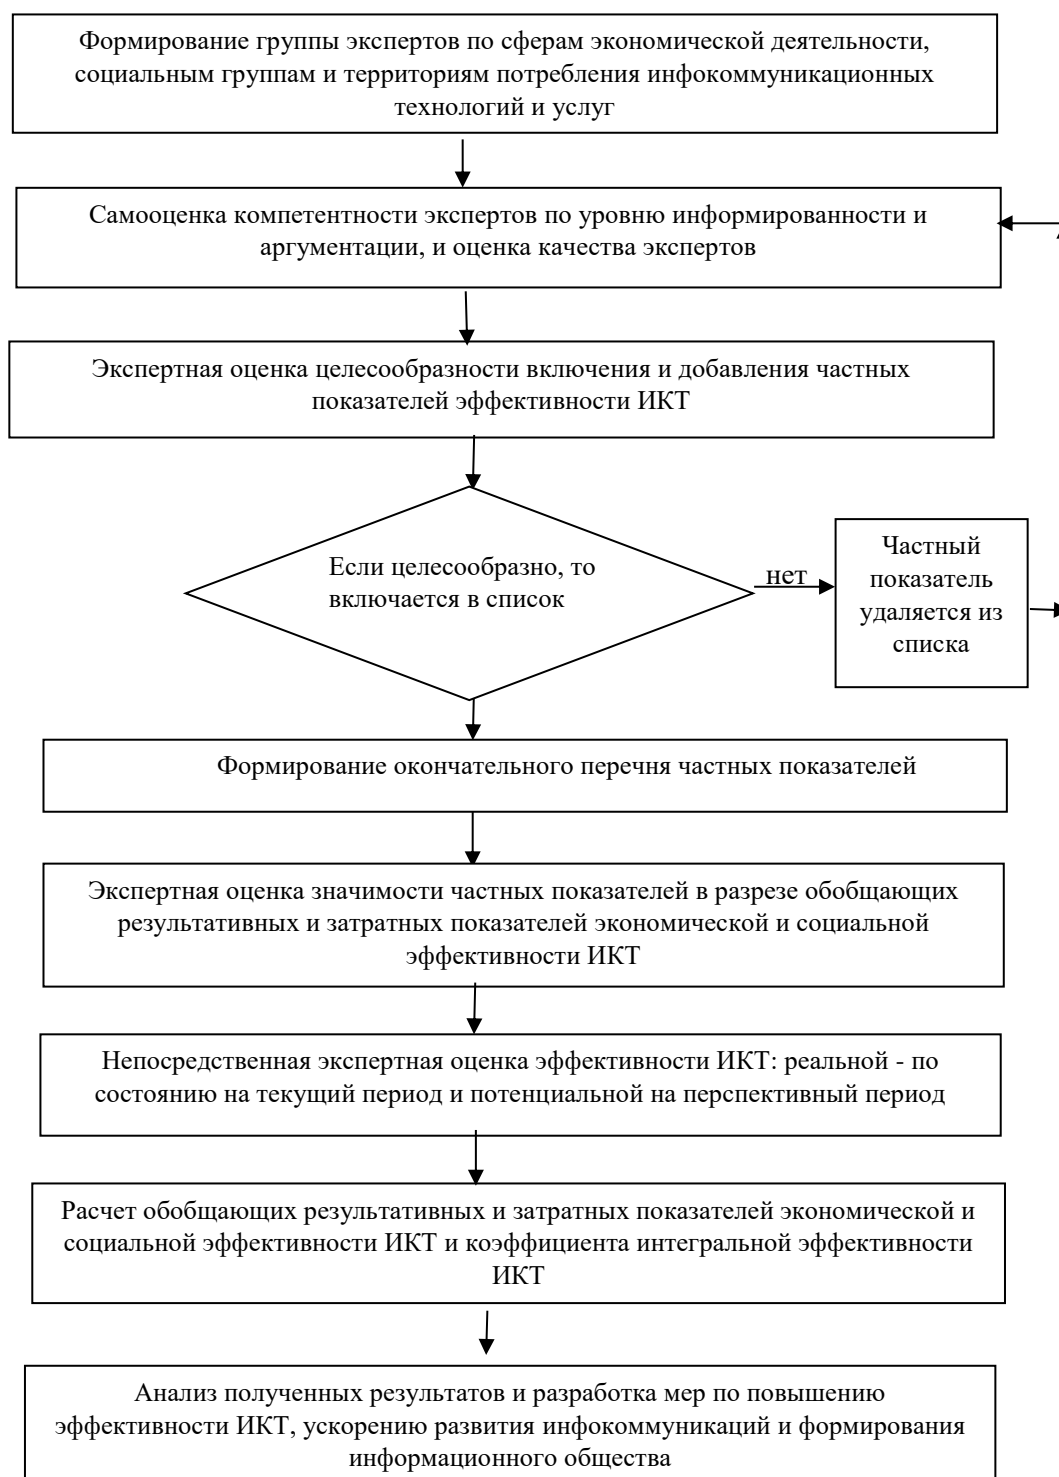 Формирование группы экспертов по сферам экономической деятельности,
социальным группам и территориям потребления инфокоммуникационных
технологий и услуг
Самооценка компетентности экспертов по уровню информированности и
аргументации, и оценка качества экспертов
Экспертная оценка целесообразности включения и добавления частных
показателей эффективности ИКТ
Если целесообразно, то
включается в список
нет
Частный
показатель
удаляется из
списка
Формирование окончательного перечня частных показателей
Экспертная оценка значимости частных показателей в разрезе обобщающих
результативных и затратных показателей экономической и социальной
эффективности ИКТ
Непосредственная экспертная оценка эффективности ИКТ: реальной - по
состоянию на текущий период и потенциальной на перспективный период
Расчет обобщающих результативных и затратных показателей экономической и
социальной эффективности ИКТ и коэффициента интегральной эффективности
ИКТ
Анализ полученных результатов и разработка мер по повышению
эффективности ИКТ, ускорению развития инфокоммуникаций и формирования
информационного общества